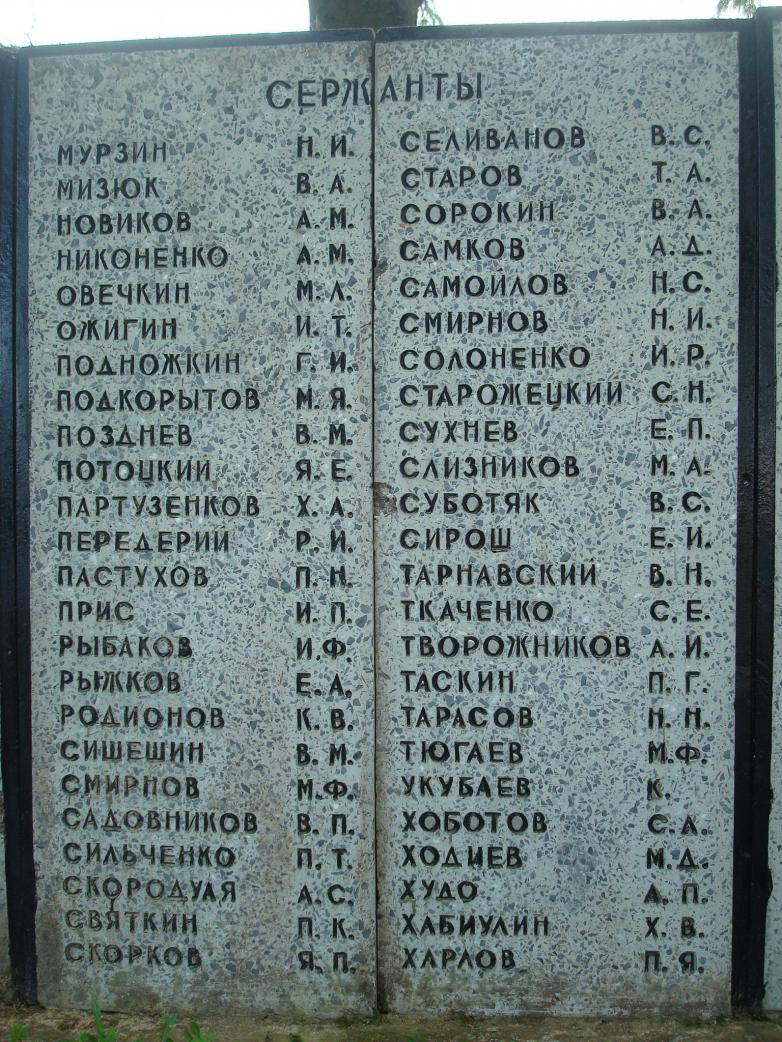 СЕРЖАНТЫ
МУРЗИН Н. И.
МИЗЮК В. А.
НОВИКОВ А. М.
НИКОНЕНКО А. М.
ОВЕЧКИН М. Л.
ОЖИГИН И. Т.
ПОДНОЖКИН Г. И.
ПОДКОРЫТОВ М. Я.
ПОЗДНЕВ В. М.
ПОТОЦКИЙ Я. Е.
ПАРТУЗЕНКОВ Х. А.
ПЕРЕДЕРИЙ Р. И.
ПАСТУХОВ П. Н.
ПРИС И. П.
РЫБАКОВ И. Ф.
РЫЖКОВ Е. А.
РОДИОНОВ К. В.
СИШЕШИН В. М.
СМИРНОВ М. Ф.
САДОВНИКОВ В. П.
СИЛЬЧЕНКО П. Т.
СКОРОДУЛЯ А. С.
СВЯТКИН П. К.
СКОРКОВ Я. П.
СЕЛИВАНОВ В. С.
СТАРОВ Т. А.
СОРОКИН В. А.
САМКОВ А. Д.
САМОЙЛОВ Н. С.
СМИРНОВ Н. И.
СОЛОНЕНКО И. Р.
СТАРОЖЕЦКИЙ С. Н.
СУХНЕВ Е. П.
СЛИЗНИКОВ М. А.
СУБОТЯК В. С.
СИРОШ Е. И.
ТАРНАВСКИЙ В. Н.
ТКАЧЕНКО С. Е.
ТВОРОЖНИКОВ А. И.
ТАСКИН П. Г.
ТАРАСОВ Н. Н.
ТЮГАЕВ М. Ф.
УКУБАЕВ К.
ХОБОТОВ С. А.
ХОДИЕВ М. Д.
ХУДО А. П.
ХАБИУЛИН Х. В.
ХАРЛОВ П. Я.